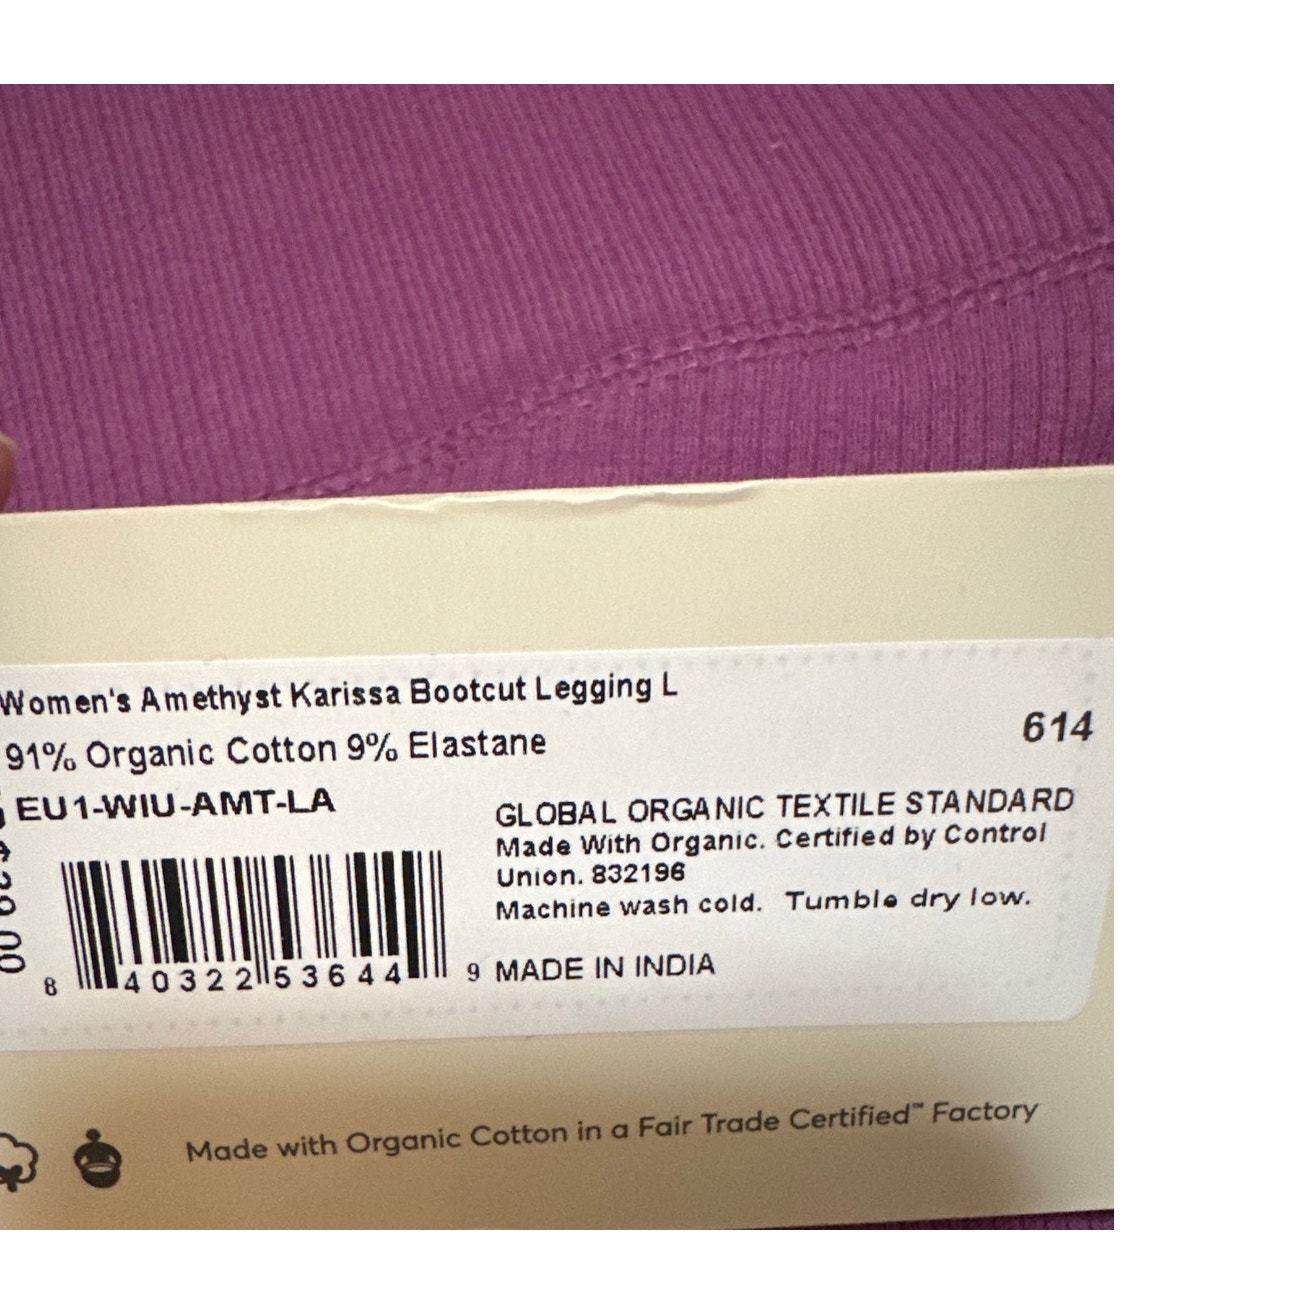 Women's Amethyst Karissa Bootcut Legging L
91% Organic Cotton 9% Elastane
614
EU1-WIU-AMT-LA
GLOBAL ORGANIC TEXTILE STANDARD
Made With Organic. Certified by Control
Union. 832196
Machine wash cold. Tumble dry low.
8 40322 53644 9
MADE IN INDIA
Made with Organic Cotton in a Fair Trade Certified™ Factory